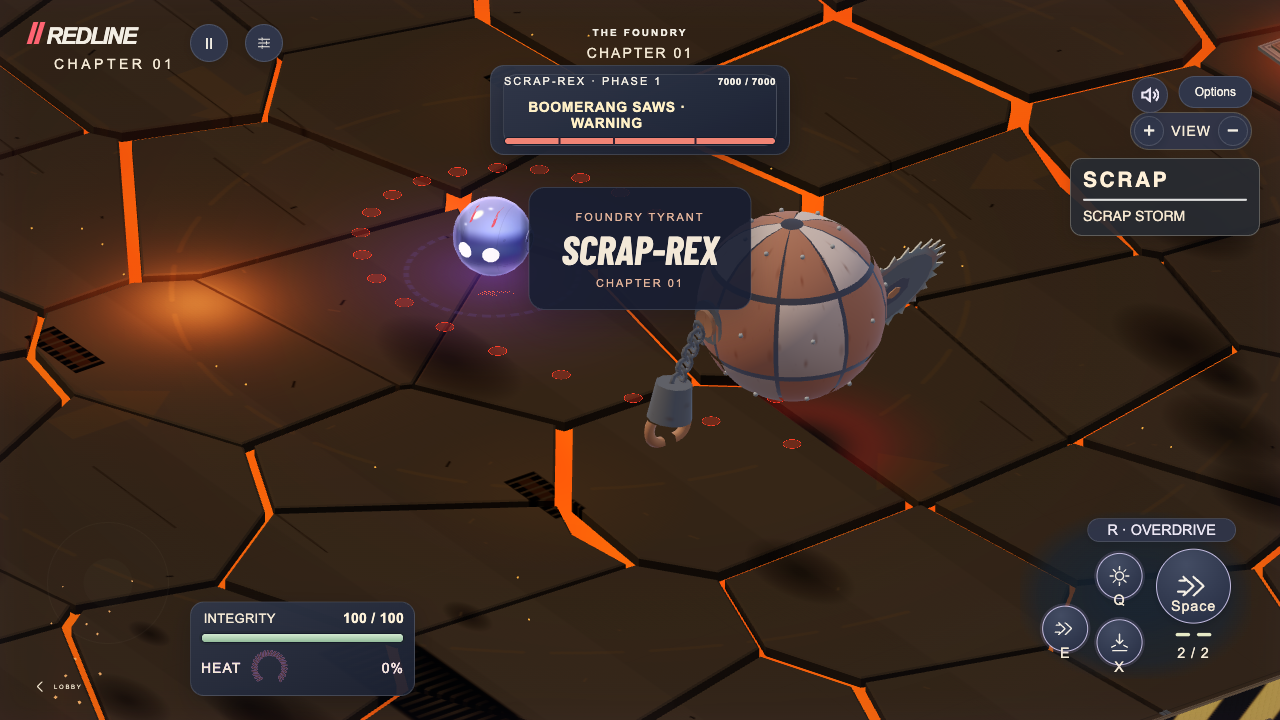 REDLINE
CHAPTER 01
THE FOUNDRY
CHAPTER 01
SCRAP-REX · PHASE 1
7000 / 7000
BOOMERANG SAWS ·
WARNING
Options
+ VIEW −
SCRAP
SCRAP STORM
FOUNDRY TYRANT
SCRAP-REX
CHAPTER 01
R · OVERDRIVE
Q
Space
E
X
2 / 2
INTEGRITY 100 / 100
HEAT 0%
LOBBY